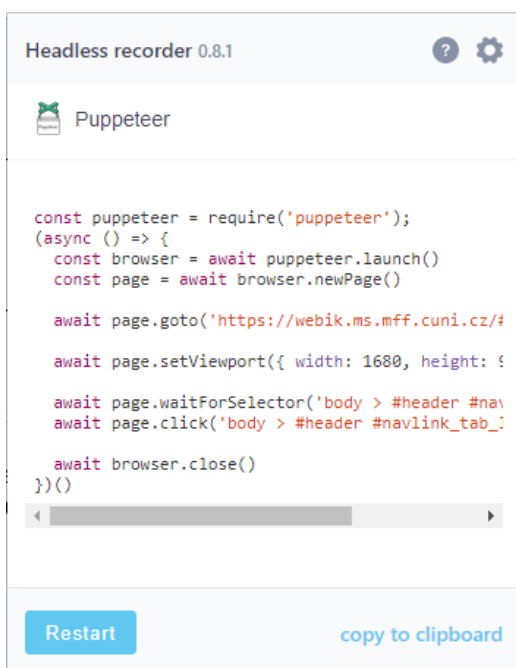 Headless recorder 0.8.1
?
Puppeteer
const puppeteer = require('puppeteer');
(async () => {
const browser = await puppeteer.launch()
const page = await browser.newPage()
await page.goto('https://webik.ms.mff.cuni.cz/#
await page.setViewport({ width: 1680, height: 9
await page.waitForSelector('body > #header #nav
await page.click('body > #header #navlink_tab_
await browser.close()
})()
Restart
copy to clipboard